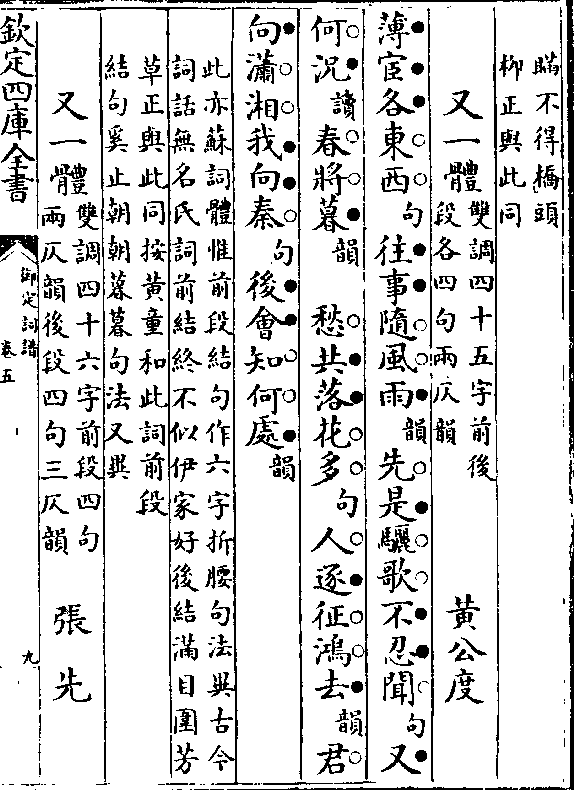 瞞不得橋頭
柳正與此同
又一體 雙調四十五字前後
段各四句兩仄韻 黃公度
薄宦各東西句往事隨風雨韻先是驪歌不忍聞句又
何況讀春將暮韻 愁共落花多句人逐征鴻去韻君
向瀟湘我向秦句後會知何處韻
此亦蘇詞體惟前段結句作六字折腰句法與古今
詞話無名氏詞前結終不似伊家好後結滿目圍芳
草正與此同按黃童和此詞前段
結句奚止朝朝暮暮句法又異
又一體 雙調四十六字前段四句
兩仄韻後段四句三仄韻 張先
欽定四庫全書
御定詞譜
卷五
九